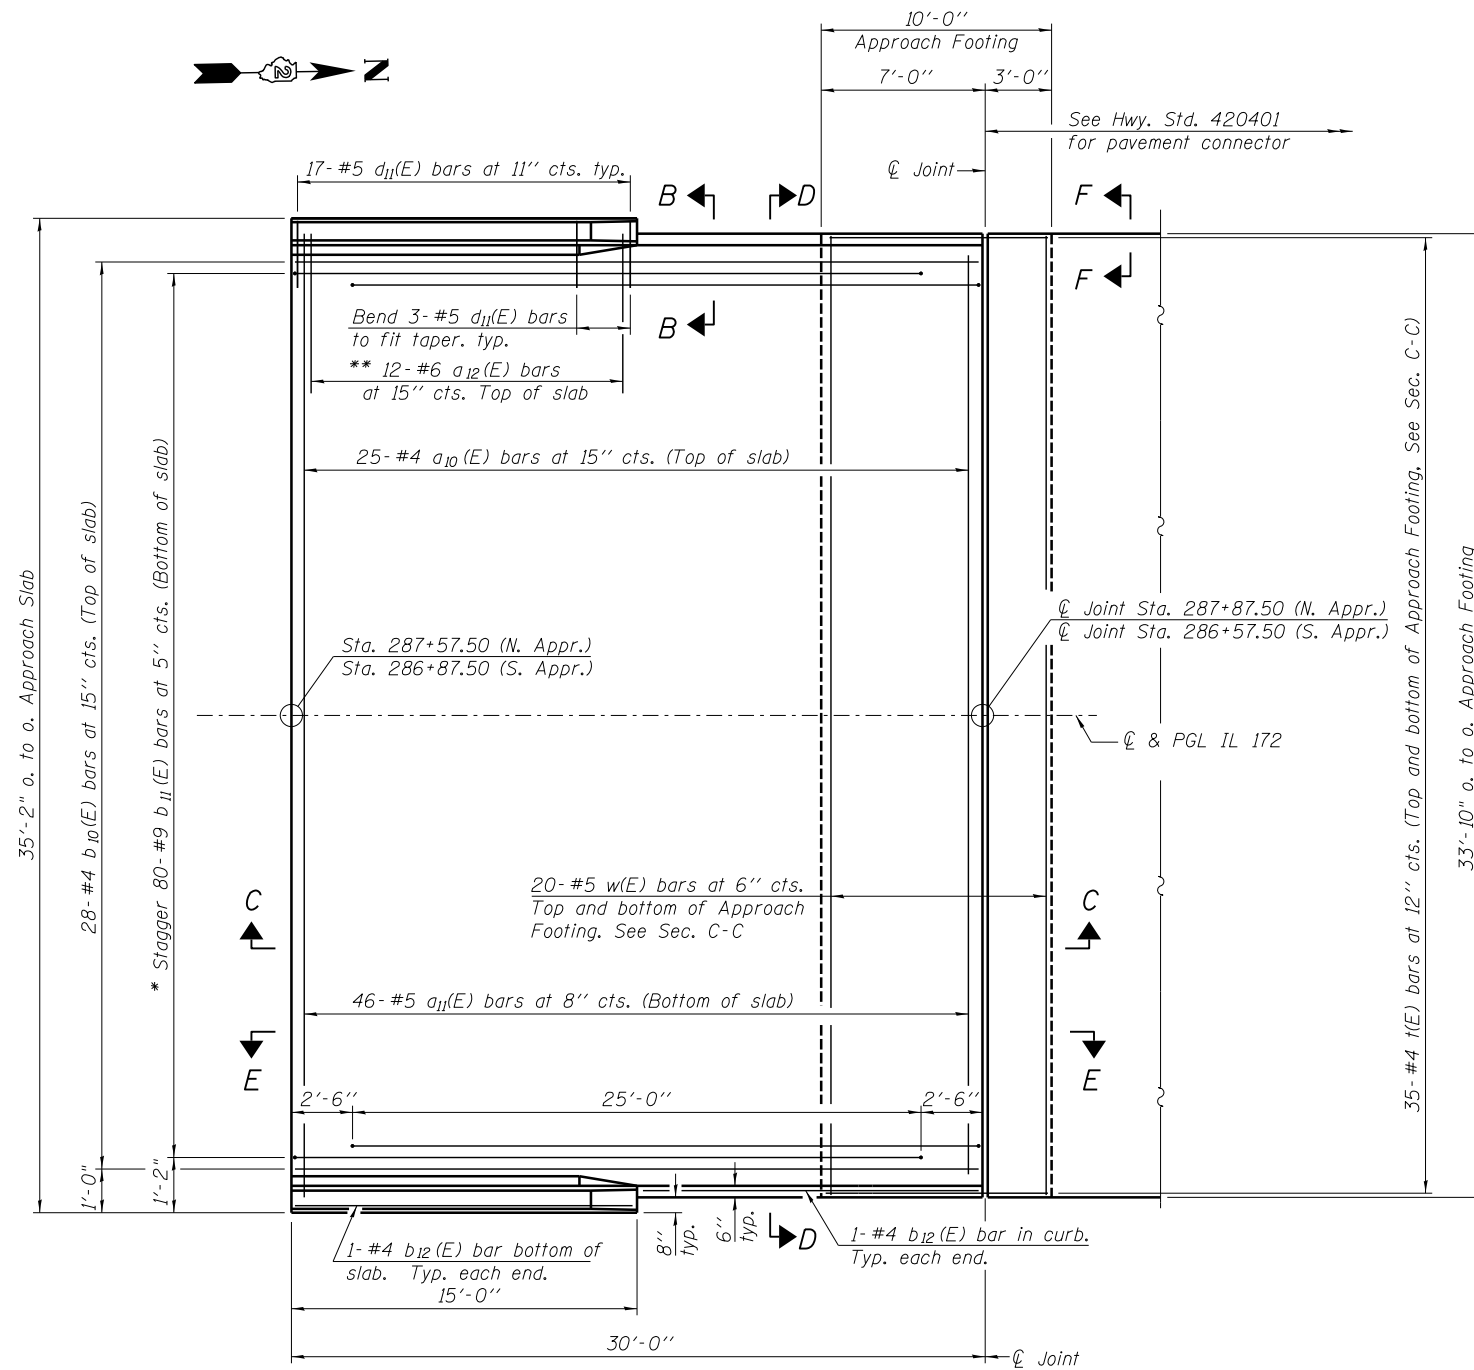 10'-0''
Approach Footing
7'-0''
3'-0''
N
2
See Hwy. Std. 420401
for pavement connector
℄ Joint
17-#5 d11(E) bars at 11'' cts. typ.
B
D
F
F
B
Bend 3-#5 d11(E) bars
to fit taper. typ.
** 12-#6 a12(E) bars
at 15'' cts. Top of slab
25-#4 a10(E) bars at 15'' cts. (Top of slab)
35'-2" o. to o. Approach Slab
28-#4 b10(E) bars at 15'' cts. (Top of slab)
* Stagger 80-#9 b11(E) bars at 5'' cts. (Bottom of slab)
35-#4 t(E) bars at 12'' cts. (Top and bottom of Approach Footing, See Sec. C-C)
33'-10" o. to o. Approach Footing
Sta. 287+57.50 (N. Appr.)
Sta. 286+87.50 (S. Appr.)
℄ Joint Sta. 287+87.50 (N. Appr.)
℄ Joint Sta. 286+57.50 (S. Appr.)
℄ & PGL IL 172
20-#5 w(E) bars at 6'' cts.
Top and bottom of Approach
Footing. See Sec. C-C
C
C
46-#5 a11(E) bars at 8'' cts. (Bottom of slab)
E
E
2'-6''
25'-0''
2'-6''
1'-0"
1'-2"
8''
typ.
6''
typ.
D
1-#4 b12(E) bar in curb.
Typ. each end.
1-#4 b12(E) bar bottom of
slab. Typ. each end.
15'-0''
30'-0''
℄ Joint